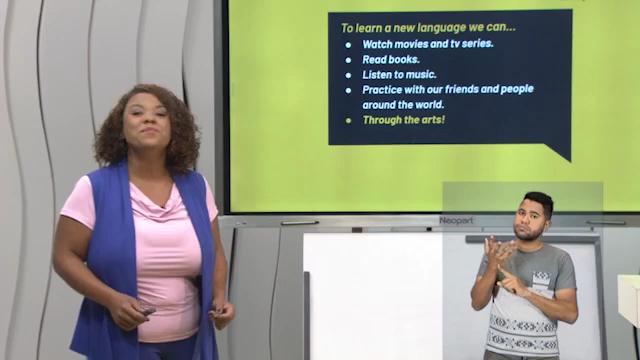 To learn a new language we can...
● Watch movies and tv series.
● Read books.
● Listen to music.
● Practice with our friends and people
around the world.
● Through the arts!
Neopart